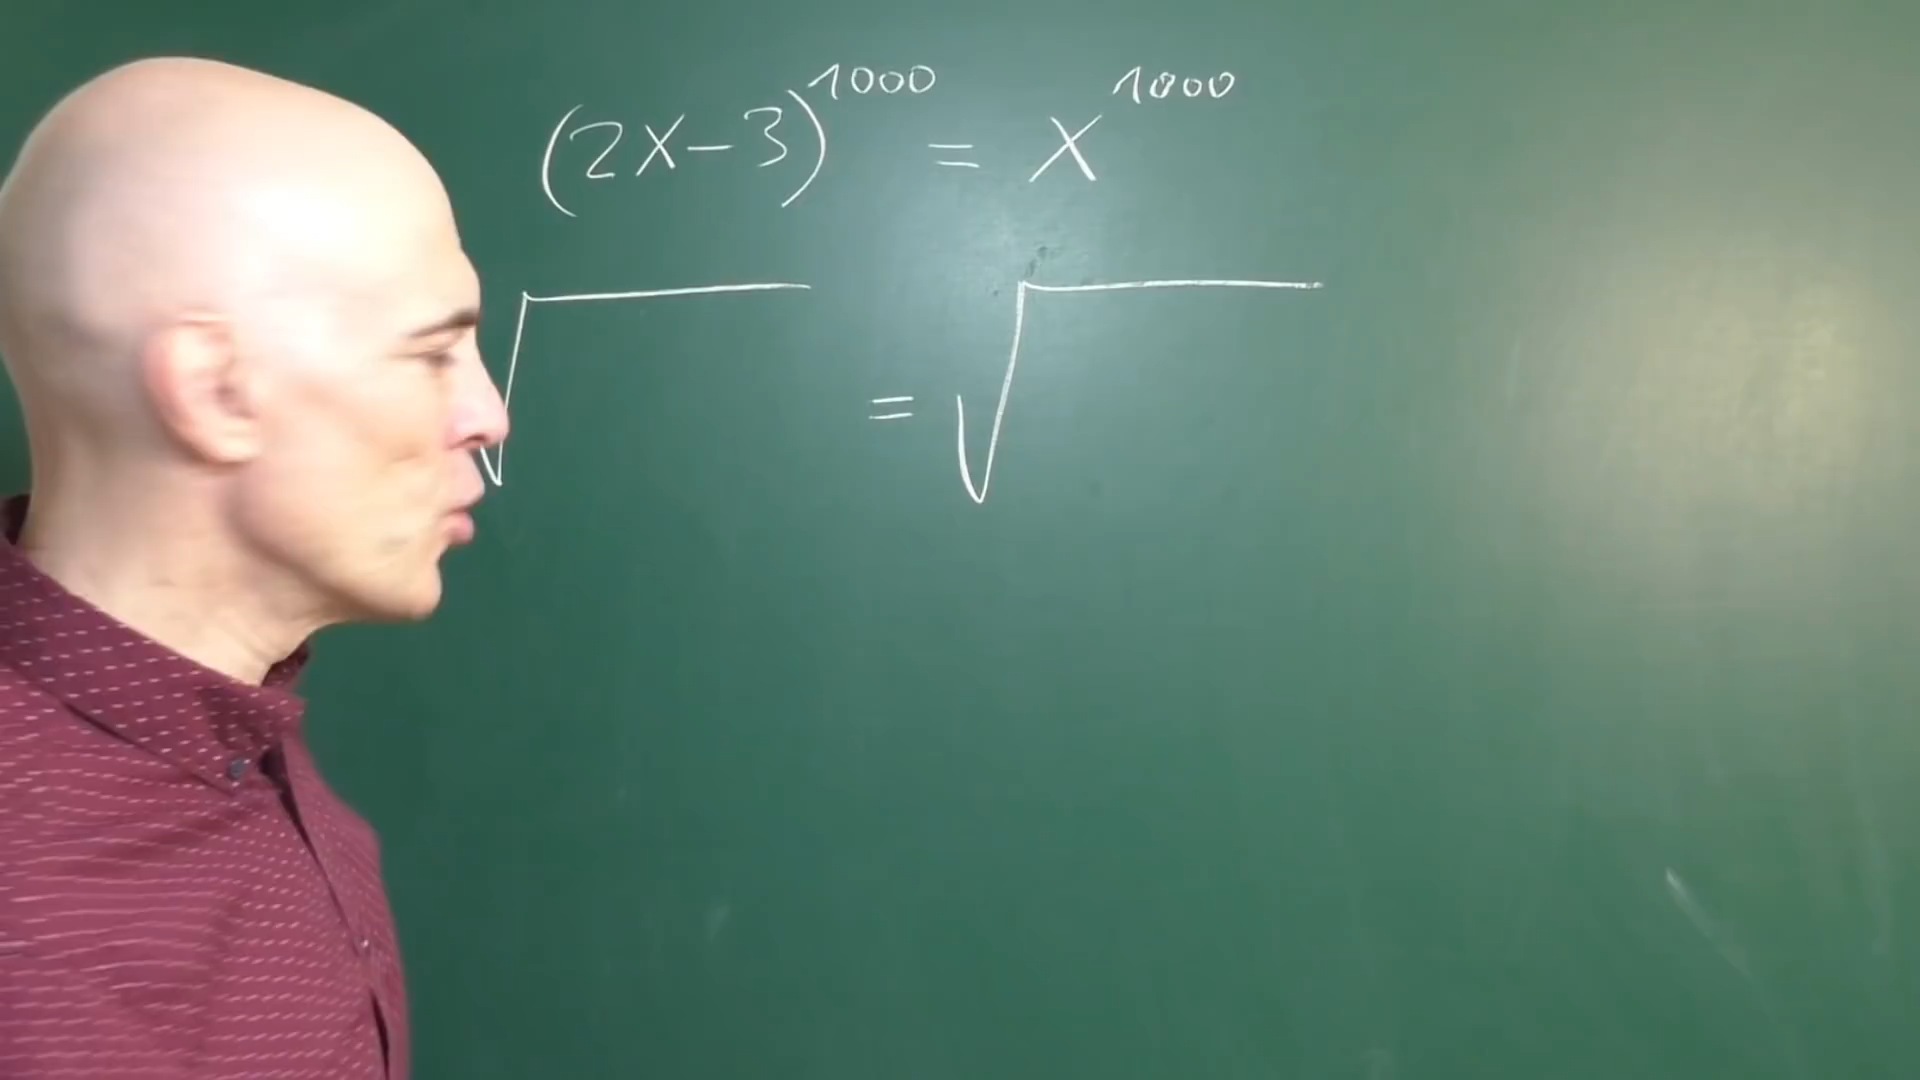 (2x-3)^1000 = x^1000
√ = √